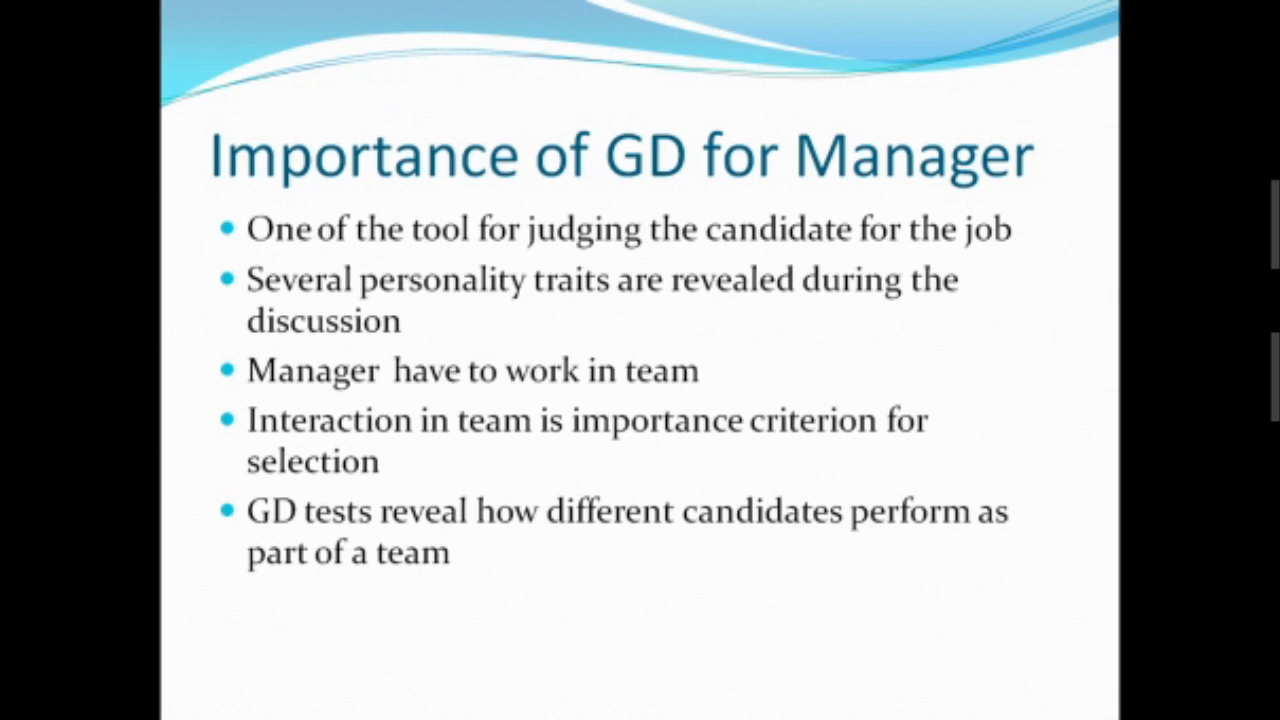 Importance of GD for Manager
One of the tool for judging the candidate for the job
Several personality traits are revealed during the
discussion
Manager have to work in team
Interaction in team is importance criterion for
selection
GD tests reveal how different candidates perform as
part of a team